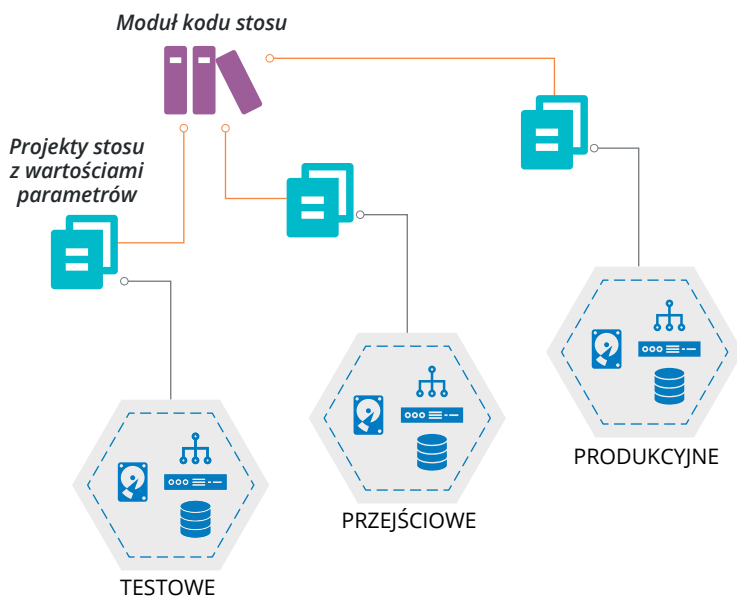 Moduł kodu stosu
Projekty stosu
z wartościami
parametrów
PRODUKCYJNE
PRZEJŚCIOWE
TESTOWE